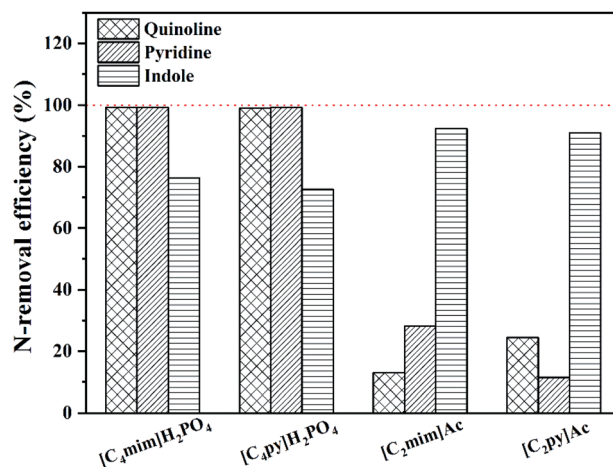 N-removal efficiency (%)
120
100
80
60
40
20
0
Quinoline
Pyridine
Indole
[C₄mim]H₂PO₄
[C₄py]H₂PO₄
[C₂mim]Ac
[C₂py]Ac